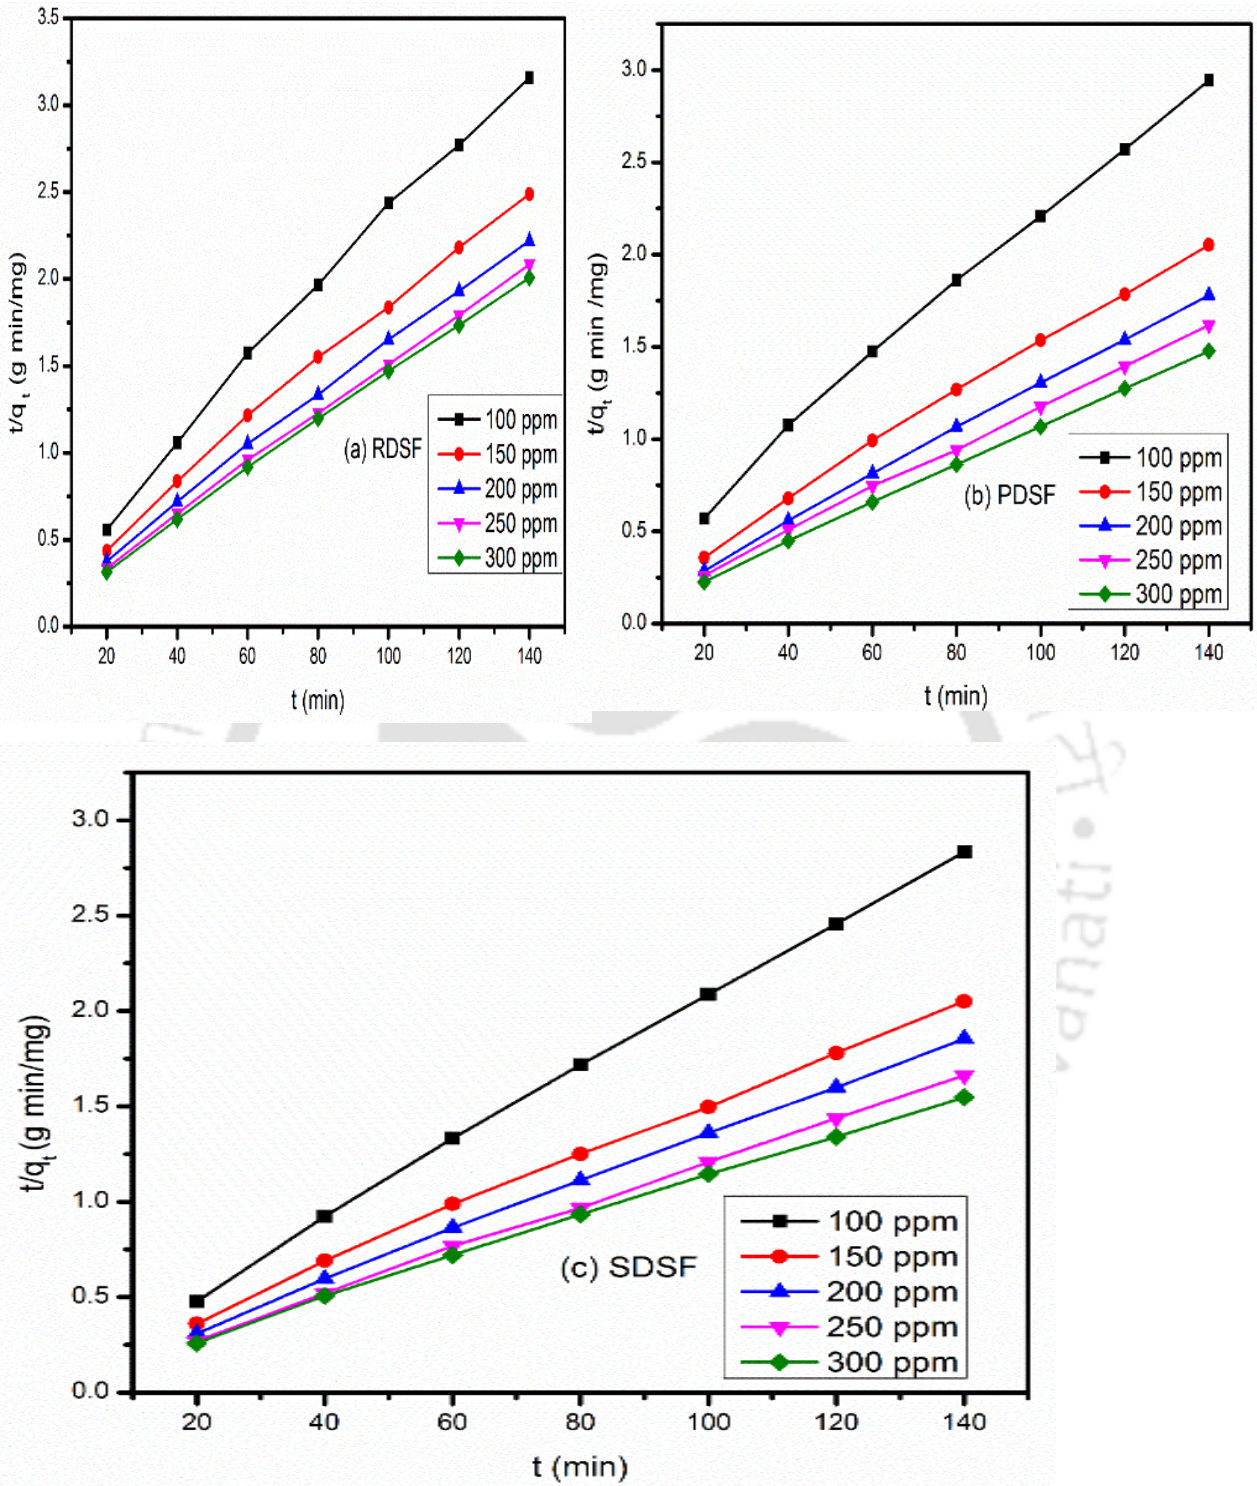 3.5
3.0
2.5
2.0
1.5
1.0
0.5
0.0
t/qt (g min/mg)
(a) RDSF
100 ppm
150 ppm
200 ppm
250 ppm
300 ppm
20 40 60 80 100 120 140
t (min)
3.0
2.5
2.0
1.5
1.0
0.5
0.0
t/qt (g min /mg)
(b) PDSF
100 ppm
150 ppm
200 ppm
250 ppm
300 ppm
20 40 60 80 100 120 140
t (min)
3.0
2.5
2.0
1.5
1.0
0.5
0.0
t/qt (g min/mg)
(c) SDSF
100 ppm
150 ppm
200 ppm
250 ppm
300 ppm
20 40 60 80 100 120 140
t (min)